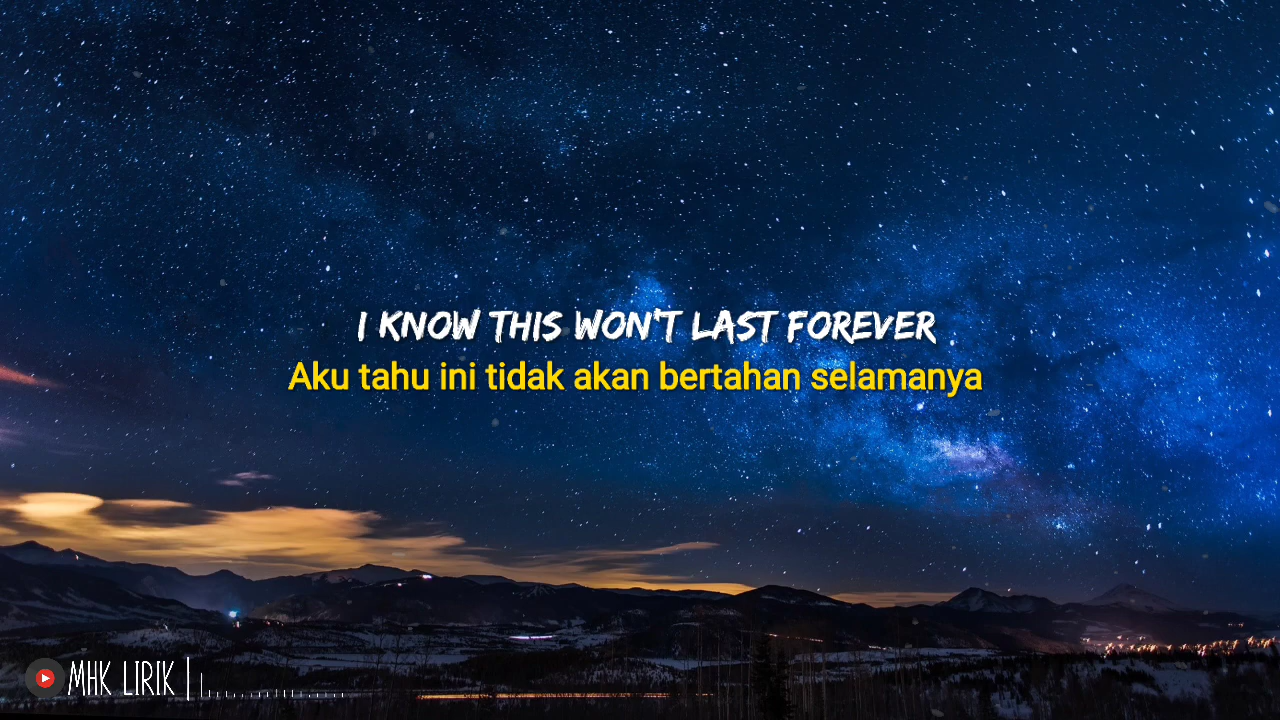 I KNOW THIS WON'T LAST FOREVER
Aku tahu ini tidak akan bertahan selamanya
MHK LIRIK